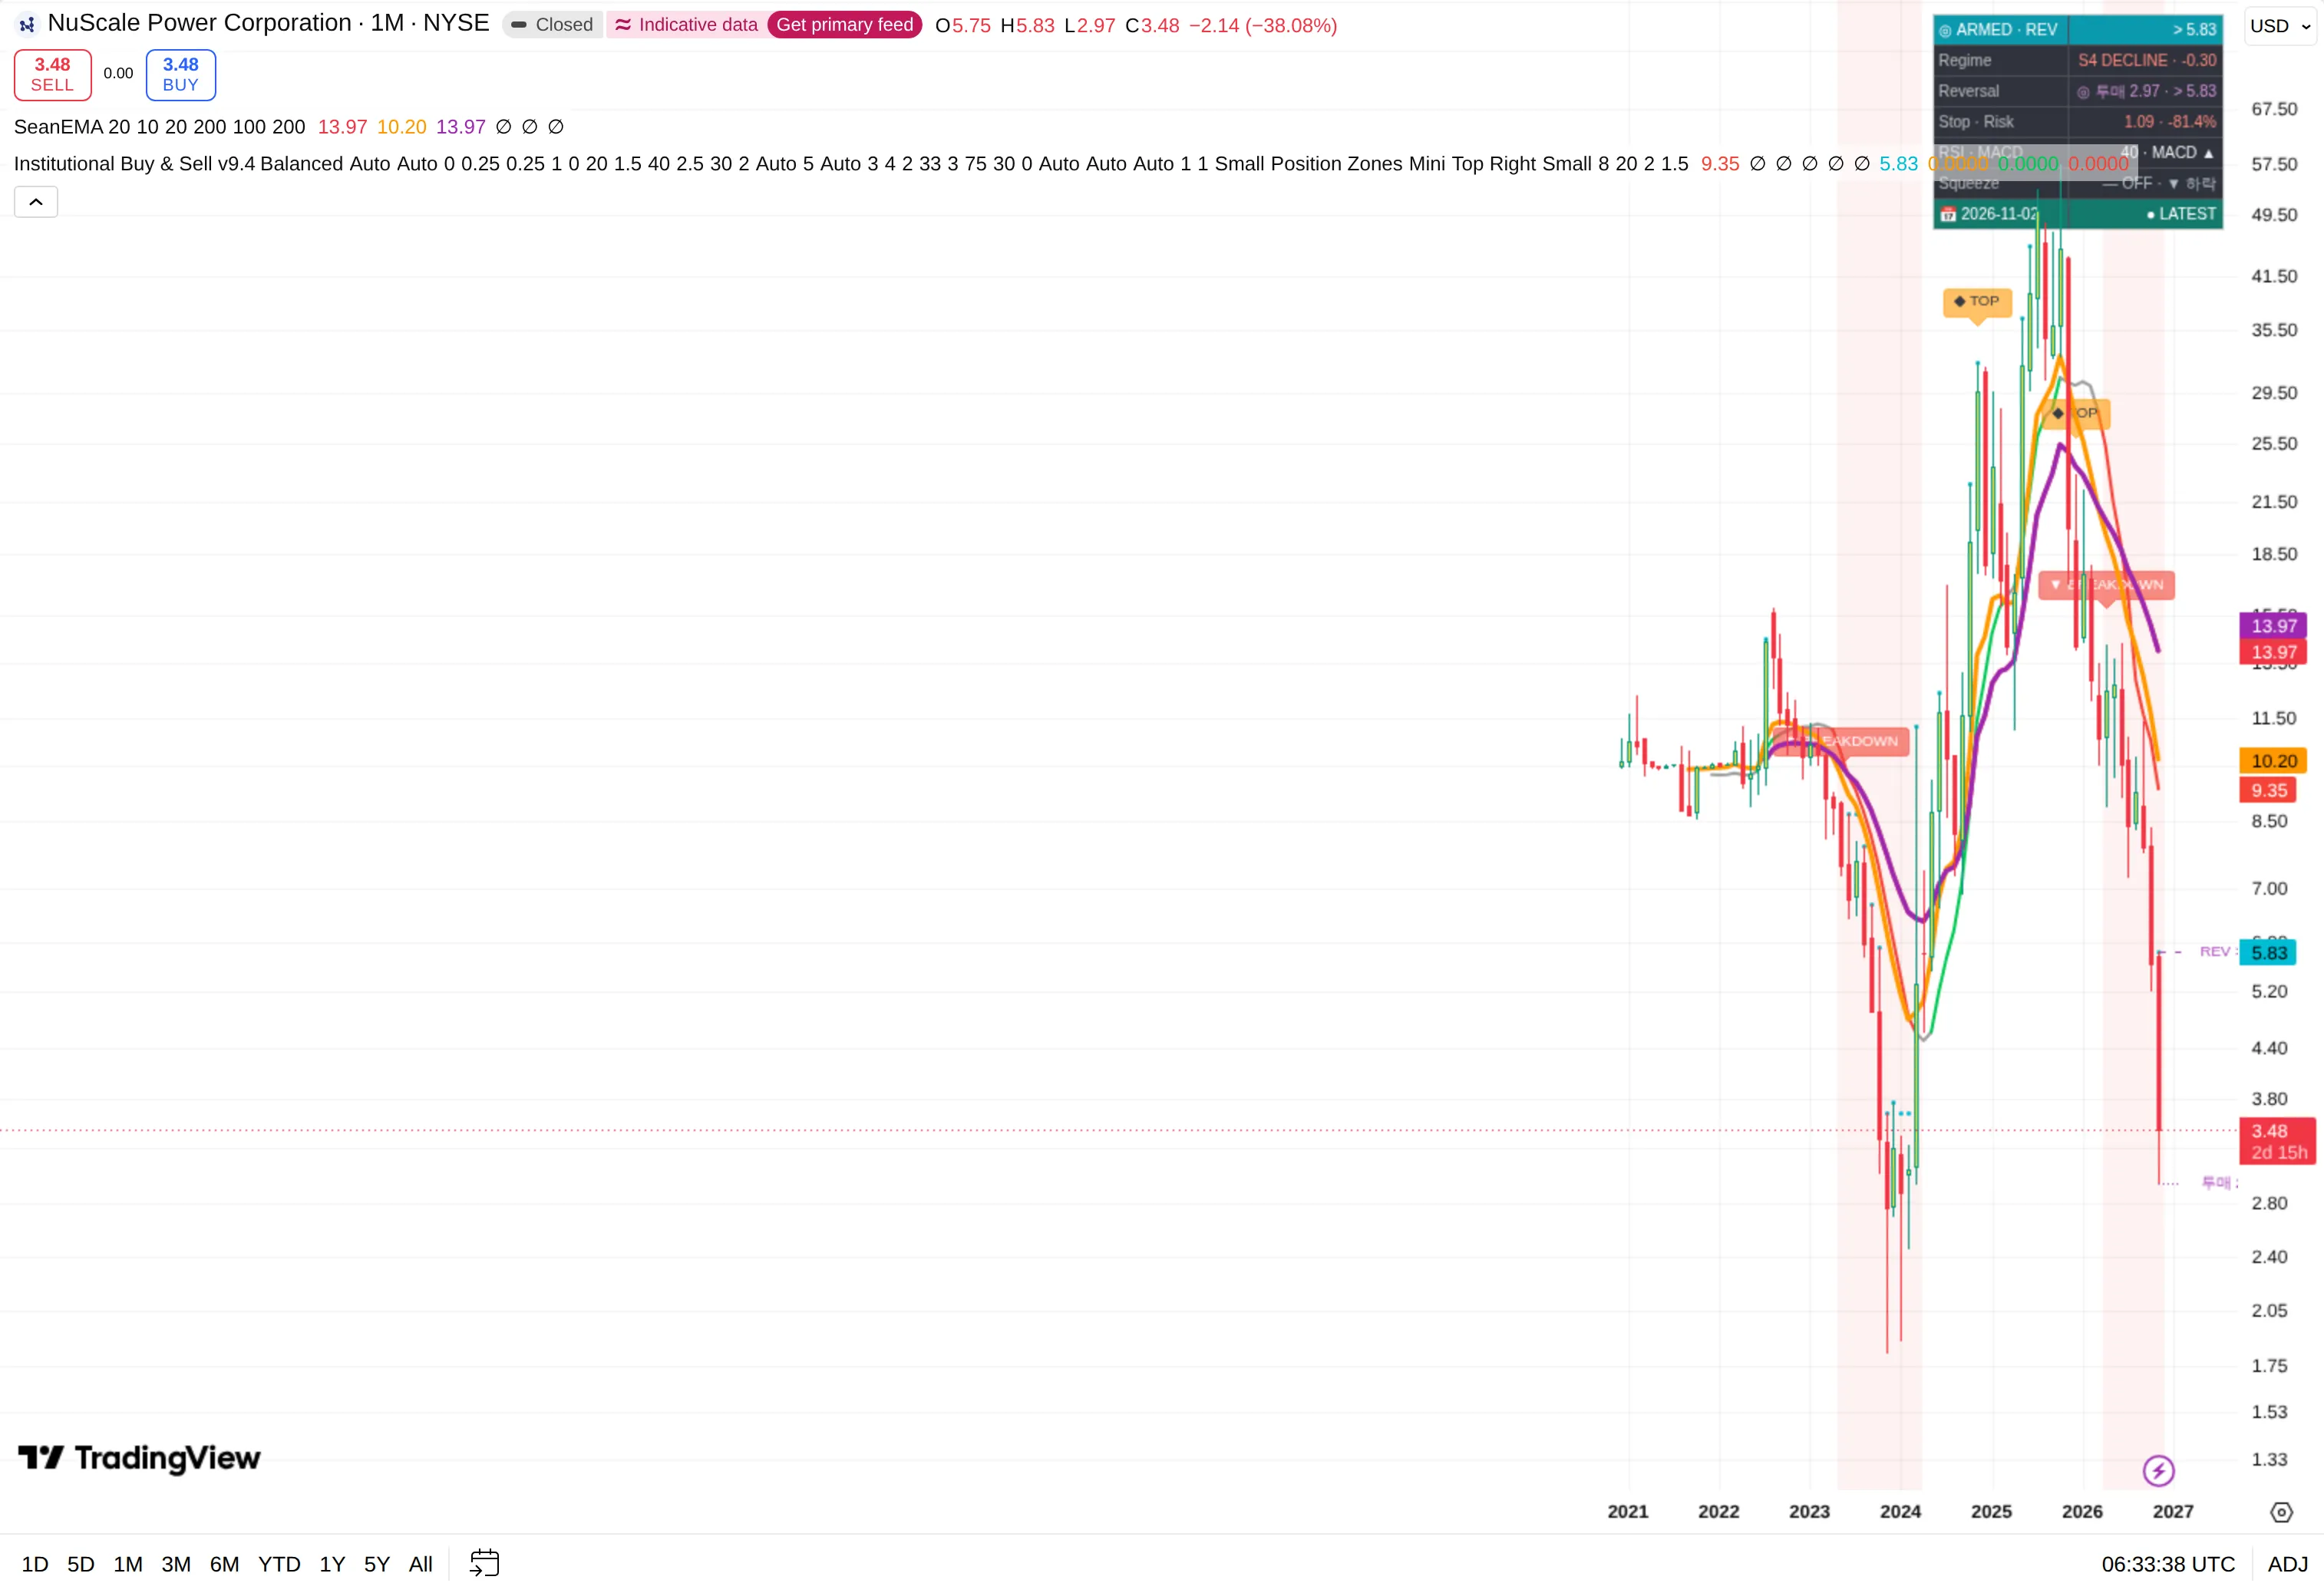 NuScale Power Corporation · 1M · NYSE Closed Indicative data Get primary feed O5.75 H5.83 L2.97 C3.48 −2.14 (−38.08%)
3.48
SELL
0.00
3.48
BUY
SeanEMA 20 10 20 200 100 200 13.97 10.20 13.97 ∅ ∅ ∅
Institutional Buy & Sell v9.4 Balanced Auto Auto 0 0.25 0.25 1 0 20 1.5 40 2.5 30 2 Auto 5 Auto 3 4 2 33 3 75 30 0 Auto Auto Auto 1 1 Small Position Zones Mini Top Right Small 8 20 2 1.5 9.35 ∅ ∅ ∅ ∅ ∅ 5.83 0.0000 0.0000 0.0000
◎ ARMED · REV > 5.83
Regime S4 DECLINE · -0.30
Reversal ◎ 투매 2.97 · > 5.83
Stop · Risk 1.09 · -81.4%
RSI · MACD 40 · MACD ▲
Squeeze — OFF · ▼ 하락
📅 2026-11-02 ● LATEST
USD
67.50
57.50
49.50
41.50
35.50
29.50
25.50
21.50
18.50
13.97
13.97
11.50
10.20
9.35
8.50
7.00
5.83
5.20
4.40
3.80
3.48
2d 15h
2.80
2.40
2.05
1.75
1.53
1.33
◆ TOP
REV
투매
TradingView
2021 2022 2023 2024 2025 2026 2027
1D 5D 1M 3M 6M YTD 1Y 5Y All
06:33:38 UTC ADJ